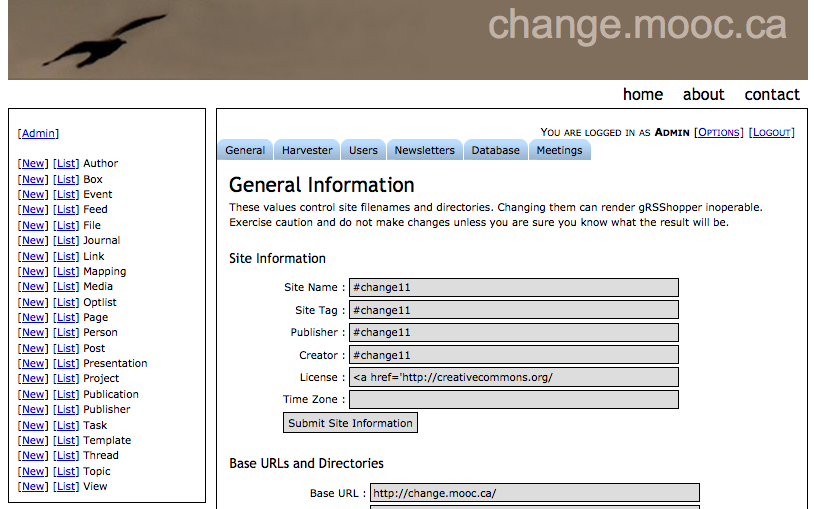 change.mooc.ca
home about contact
[Admin]
[New] [List] Author
[New] [List] Box
[New] [List] Event
[New] [List] Feed
[New] [List] File
[New] [List] Journal
[New] [List] Link
[New] [List] Mapping
[New] [List] Media
[New] [List] Optlist
[New] [List] Page
[New] [List] Person
[New] [List] Post
[New] [List] Presentation
[New] [List] Project
[New] [List] Publication
[New] [List] Publisher
[New] [List] Task
[New] [List] Template
[New] [List] Thread
[New] [List] Topic
[New] [List] View
YOU ARE LOGGED IN AS ADMIN [OPTIONS] [LOGOUT]
General Harvester Users Newsletters Database Meetings
General Information
These values control site filenames and directories. Changing them can render gRSShopper inoperable.
Exercise caution and do not make changes unless you are sure you know what the result will be.
Site Information
Site Name : #change11
Site Tag : #change11
Publisher : #change11
Creator : #change11
License : <a href='http://creativecommons.org/
Time Zone :
Submit Site Information
Base URLs and Directories
Base URL : http://change.mooc.ca/